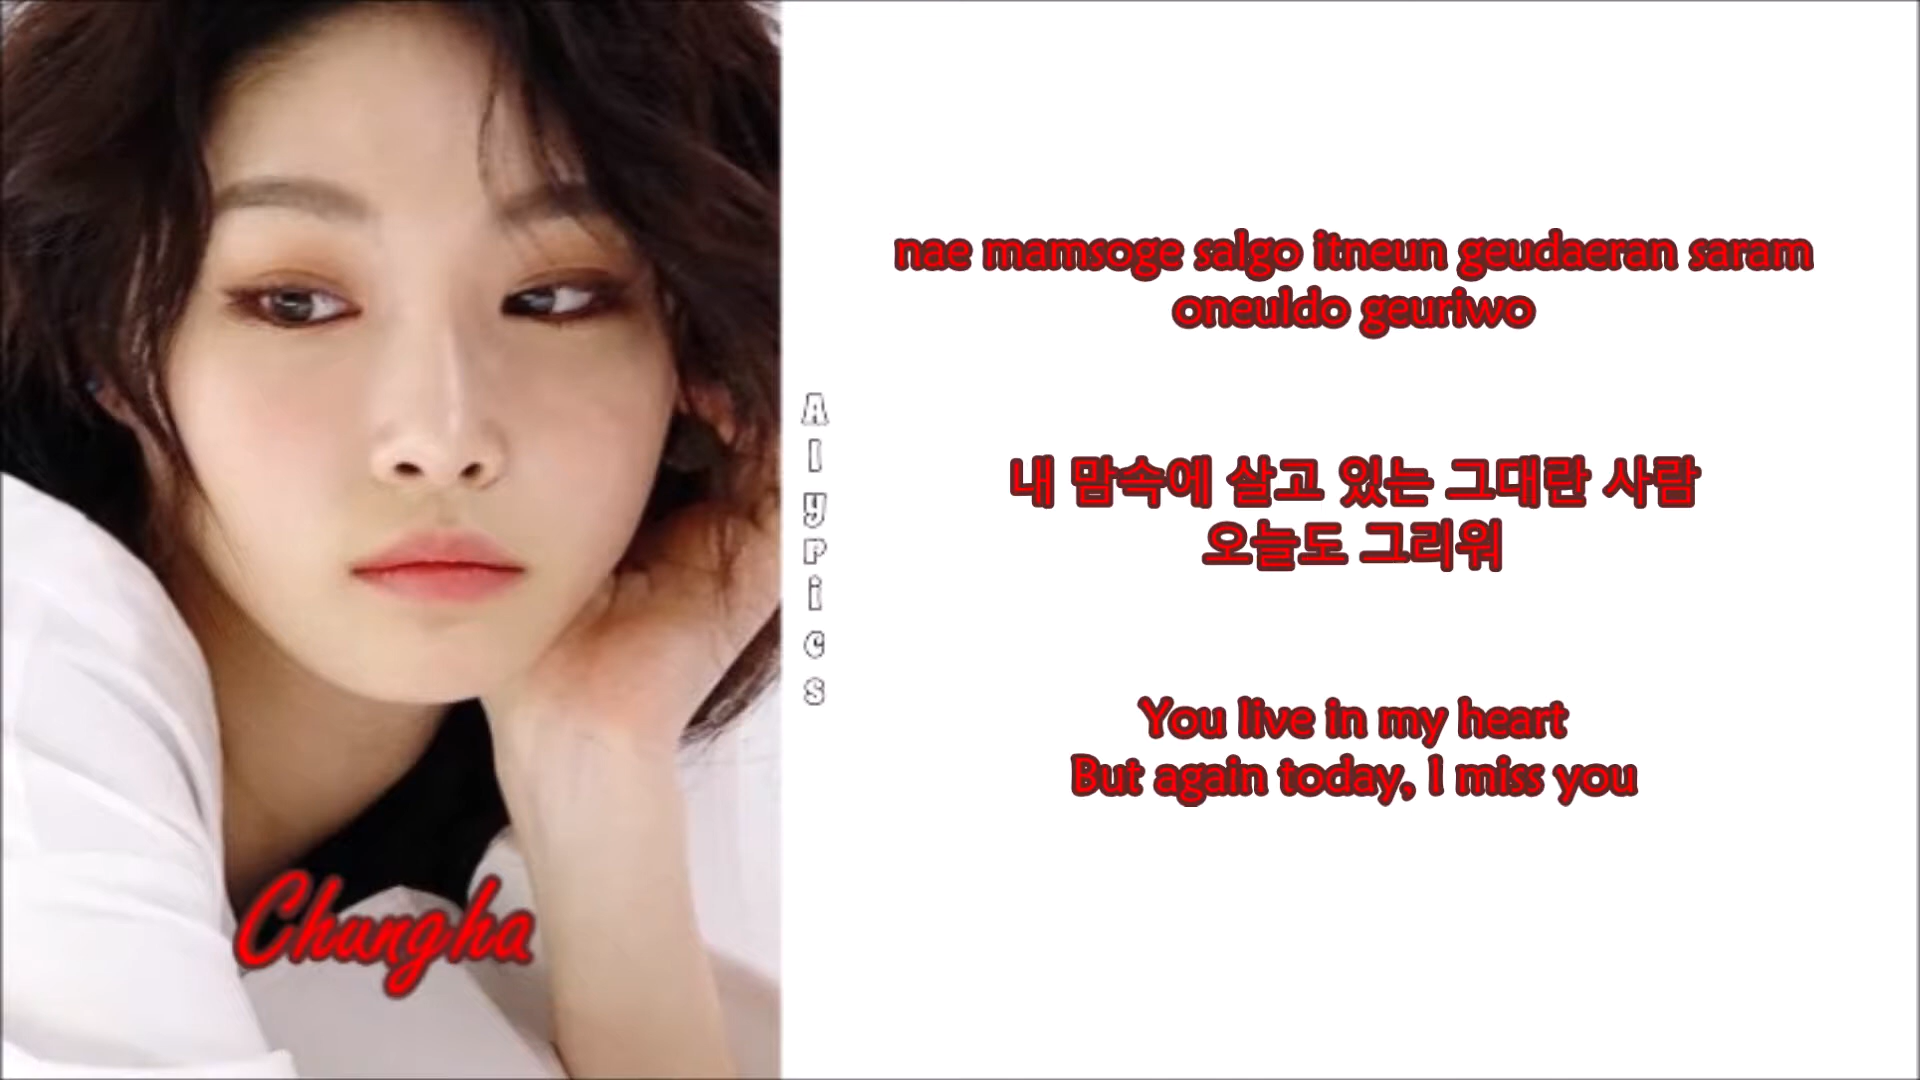 nae mamsoge salgo itneun geudaeran saram
oneuldo geuriwo
내 맘속에 살고 있는 그대란 사람
오늘도 그리워
You live in my heart
But again today, I miss you
Alyrics
Chungha